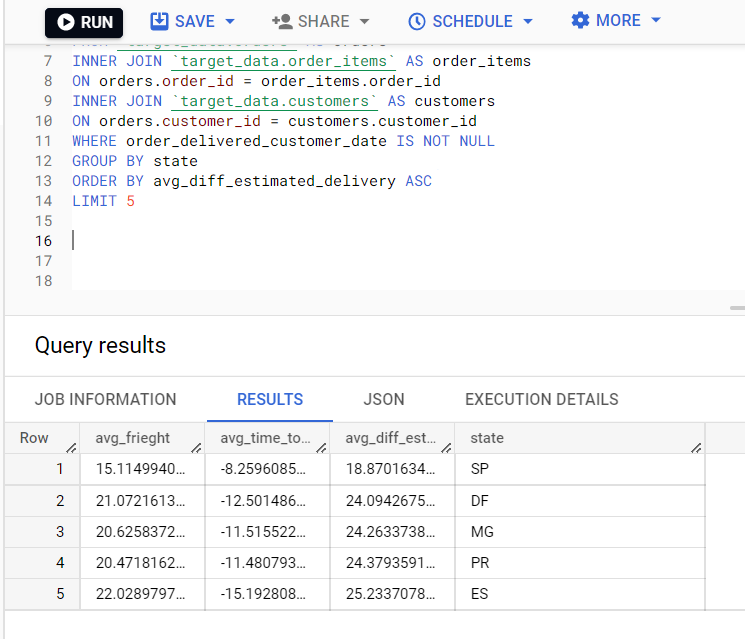 RUN SAVE SHARE SCHEDULE MORE
7 INNER JOIN `target_data.order_items` AS order_items
8 ON orders.order_id = order_items.order_id
9 INNER JOIN `target_data.customers` AS customers
10 ON orders.customer_id = customers.customer_id
11 WHERE order_delivered_customer_date IS NOT NULL
12 GROUP BY state
13 ORDER BY avg_diff_estimated_delivery ASC
14 LIMIT 5
15
16
17
18
Query results
JOB INFORMATION RESULTS JSON EXECUTION DETAILS
Row avg_frieght avg_time_to... avg_diff_est... state
1 15.1149940... -8.2596085... 18.8701634... SP
2 21.0721613... -12.501486... 24.0942675... DF
3 20.6258372... -11.515522... 24.2633738... MG
4 20.4718162... -11.480793... 24.3793591... PR
5 22.0289797... -15.192808... 25.2337078... ES